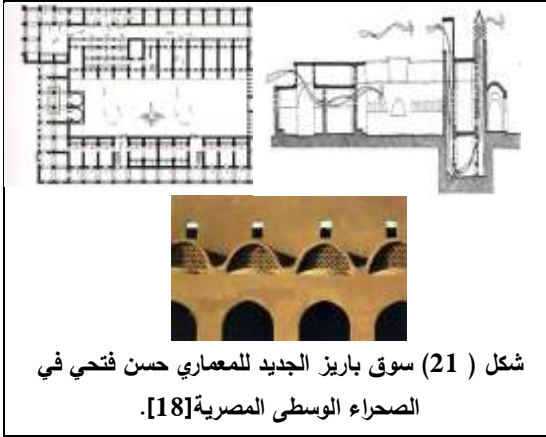 شكل ( 21) سوق باريز الجديد للمعماري حسن فتحي في
الصحراء الوسطى المصرية[18].